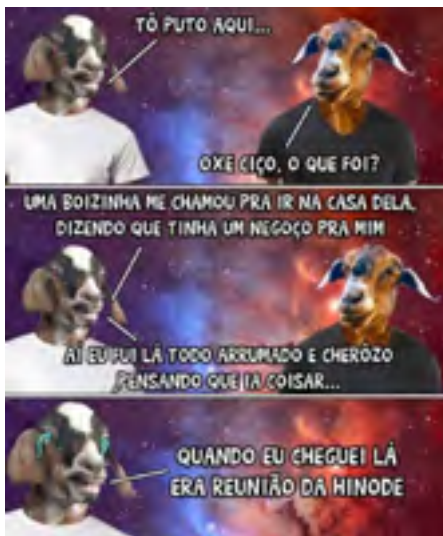 TÔ PUTO AQUI...
OXE CIÇO, O QUE FOI?
UMA BOIZINHA ME CHAMOU PRA IR NA CASA DELA,
DIZENDO QUE TINHA UM NEGOÇO PRA MIM
AI EU FUI LÁ TODO ARRUMADO E CHERÔZO
PENSANDO QUE IA COISAR...
QUANDO EU CHEGUEI LÁ
ERA REUNIÃO DA HINODE